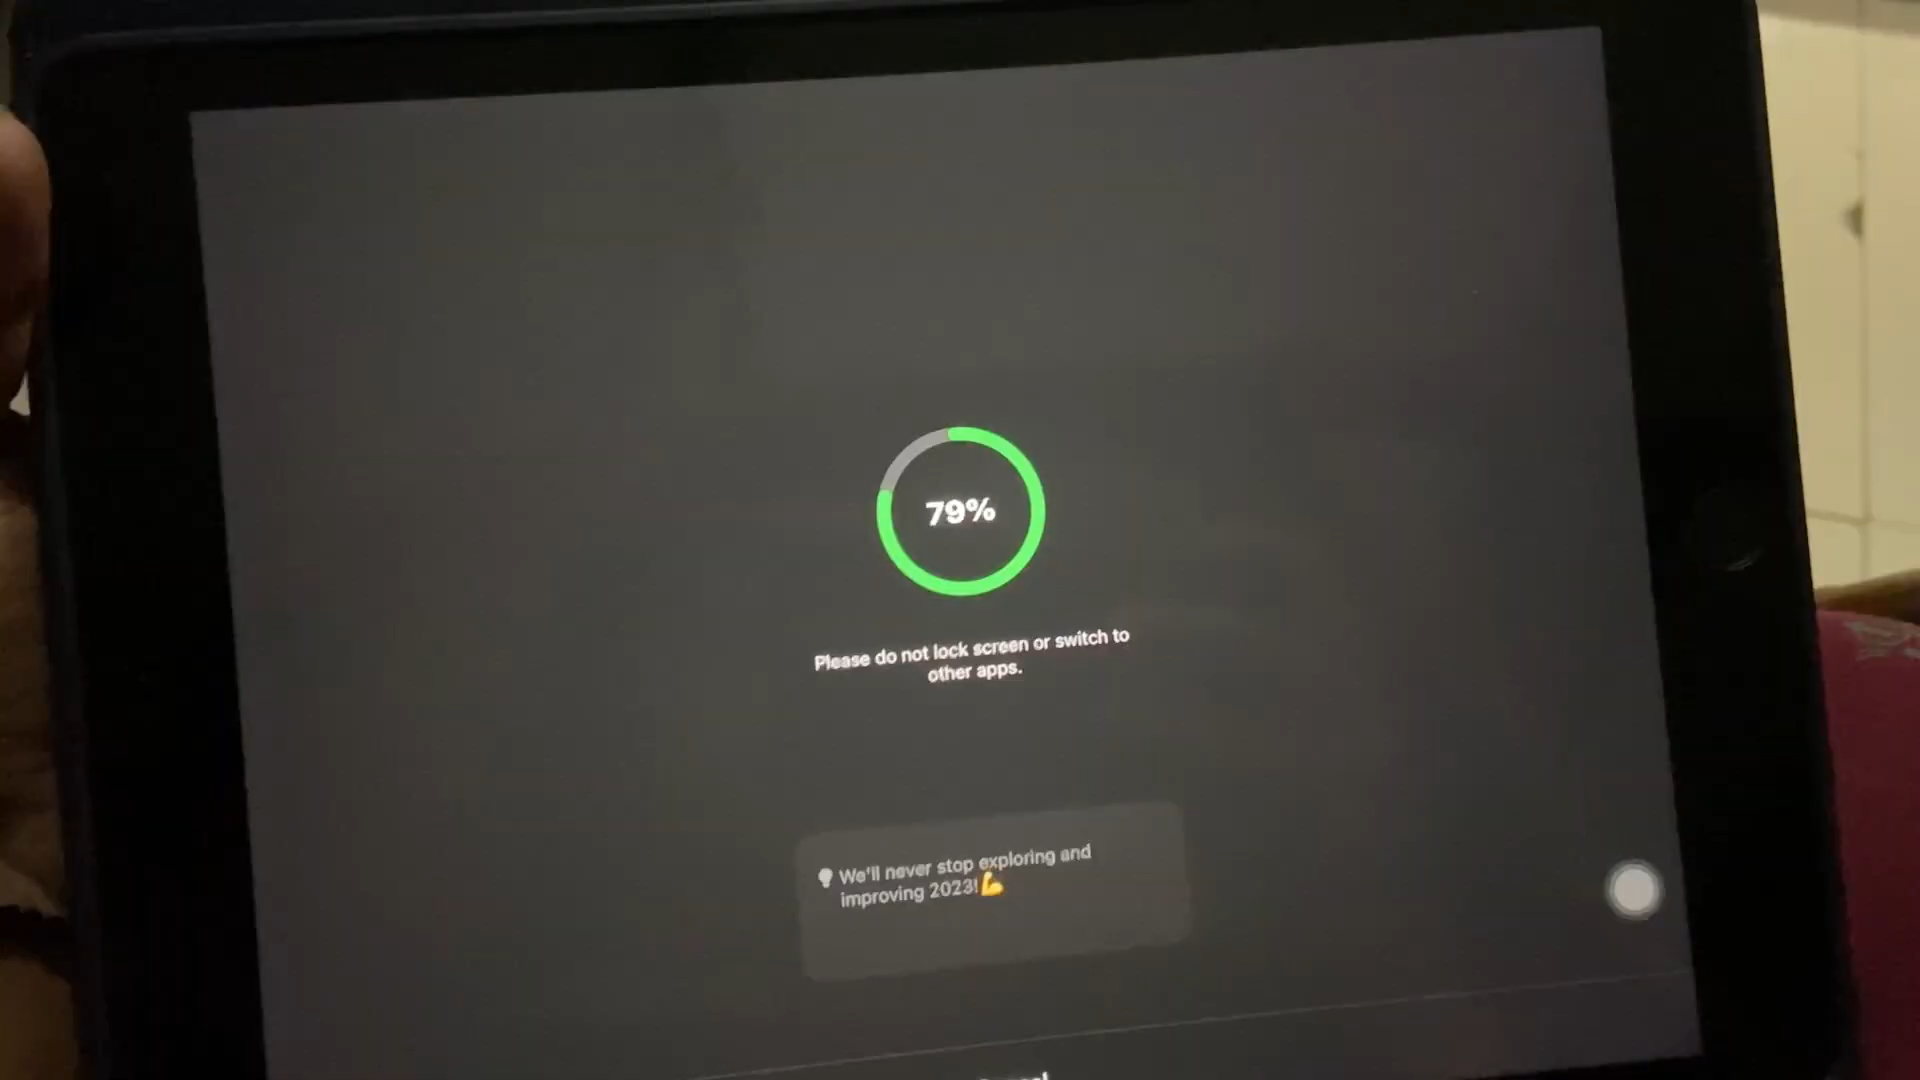 79%
Please do not lock screen or switch to
other apps.
We'll never stop exploring and
improving 2023!💪